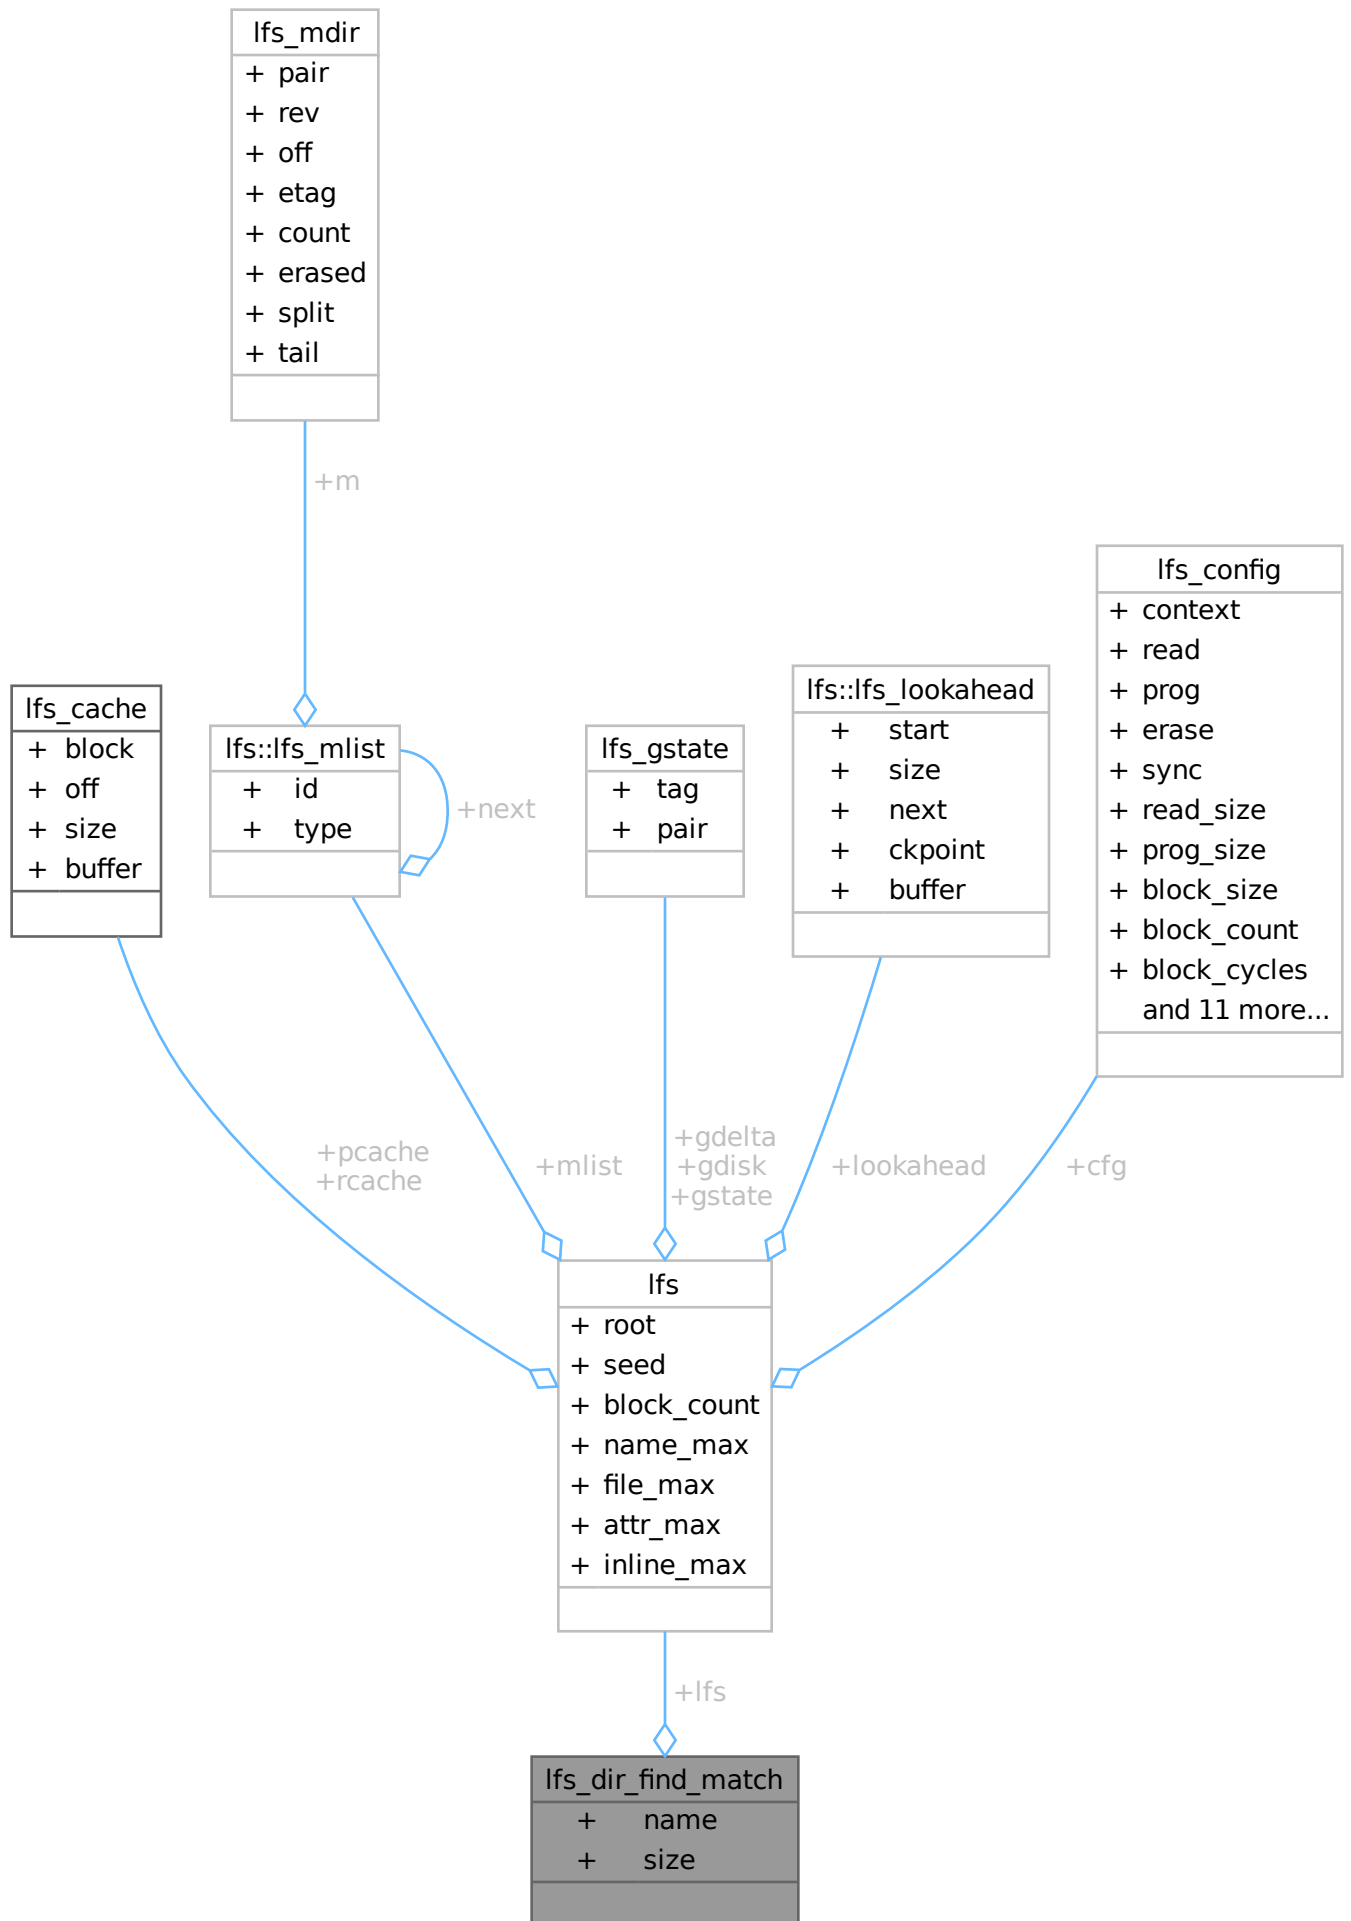 lfs_mdir
+ pair
+ rev
+ off
+ etag
+ count
+ erased
+ split
+ tail
+m
lfs_cache
+ block
+ off
+ size
+ buffer
lfs::lfs_mlist
+ id
+ type
+next
lfs_gstate
+ tag
+ pair
lfs::lfs_lookahead
+ start
+ size
+ next
+ ckpoint
+ buffer
lfs_config
+ context
+ read
+ prog
+ erase
+ sync
+ read_size
+ prog_size
+ block_size
+ block_count
+ block_cycles
and 11 more...
+pcache
+rcache
+mlist
+gdelta
+gdisk
+gstate
+lookahead
+cfg
lfs
+ root
+ seed
+ block_count
+ name_max
+ file_max
+ attr_max
+ inline_max
+lfs
lfs_dir_find_match
+ name
+ size